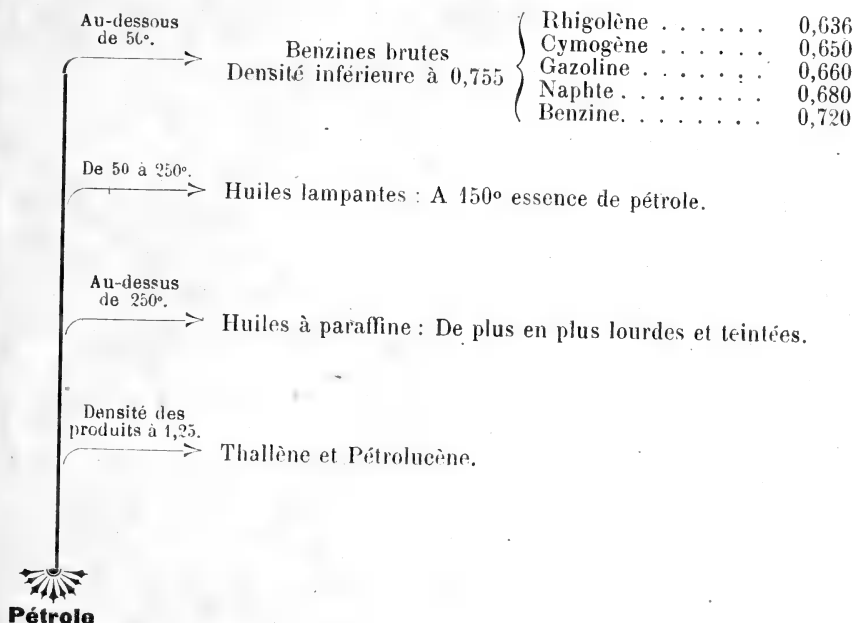 Au-dessous
de 50°.
Benzines brutes
Densité inférieure à 0,755
Rhigolène . . . . . . 0,636
Cymogène . . . . . . 0,650
Gazoline . . . . . . . 0,660
Naphte . . . . . . . . 0,680
Benzine. . . . . . . . 0,720
De 50 à 250°.
Huiles lampantes : A 150° essence de pétrole.
Au-dessus
de 250°.
Huiles à paraffine : De plus en plus lourdes et teintées.
Densité des
produits à 1,25.
Thallène et Pétrolucène.
Pétrole